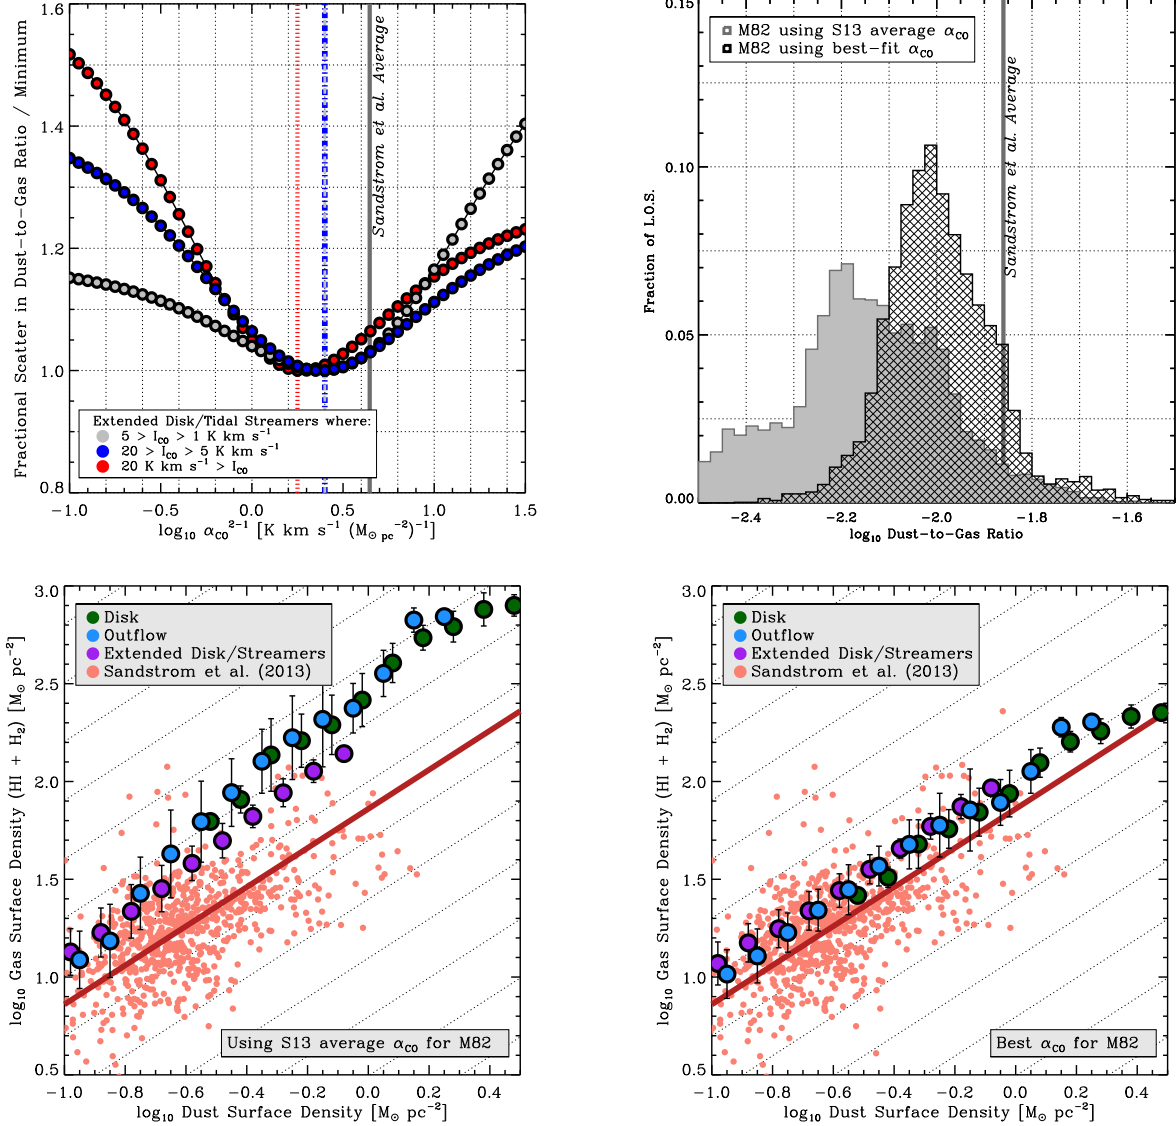 Fractional Scatter in Dust-to-Gas Ratio / Minimum
1.6
1.4
1.2
1.0
0.8
Sandstrom et al. Average
Extended Disk/Tidal Streamers where:
5 > I_CO > 1 K km s⁻¹
20 > I_CO > 5 K km s⁻¹
20 K km s⁻¹ > I_CO
-1.0 -0.5 0.0 0.5 1.0 1.5
log₁₀ α_CO²⁻¹ [K km s⁻¹ (M⊙ pc⁻²)⁻¹]
Fraction of L.O.S.
0.15
0.10
0.05
0.00
M82 using S13 average α_CO
M82 using best-fit α_CO
Sandstrom et al. Average
-2.4 -2.2 -2.0 -1.8 -1.6
log₁₀ Dust-to-Gas Ratio
log₁₀ Gas Surface Density (HI + H₂) [M⊙ pc⁻²]
3.0
2.5
2.0
1.5
1.0
0.5
Disk
Outflow
Extended Disk/Streamers
Sandstrom et al. (2013)
Using S13 average α_CO for M82
-1.0 -0.8 -0.6 -0.4 -0.2 0.0 0.2 0.4
log₁₀ Dust Surface Density [M⊙ pc⁻²]
log₁₀ Gas Surface Density (HI + H₂) [M⊙ pc⁻²]
3.0
2.5
2.0
1.5
1.0
0.5
Disk
Outflow
Extended Disk/Streamers
Sandstrom et al. (2013)
Best α_CO for M82
-1.0 -0.8 -0.6 -0.4 -0.2 0.0 0.2 0.4
log₁₀ Dust Surface Density [M⊙ pc⁻²]